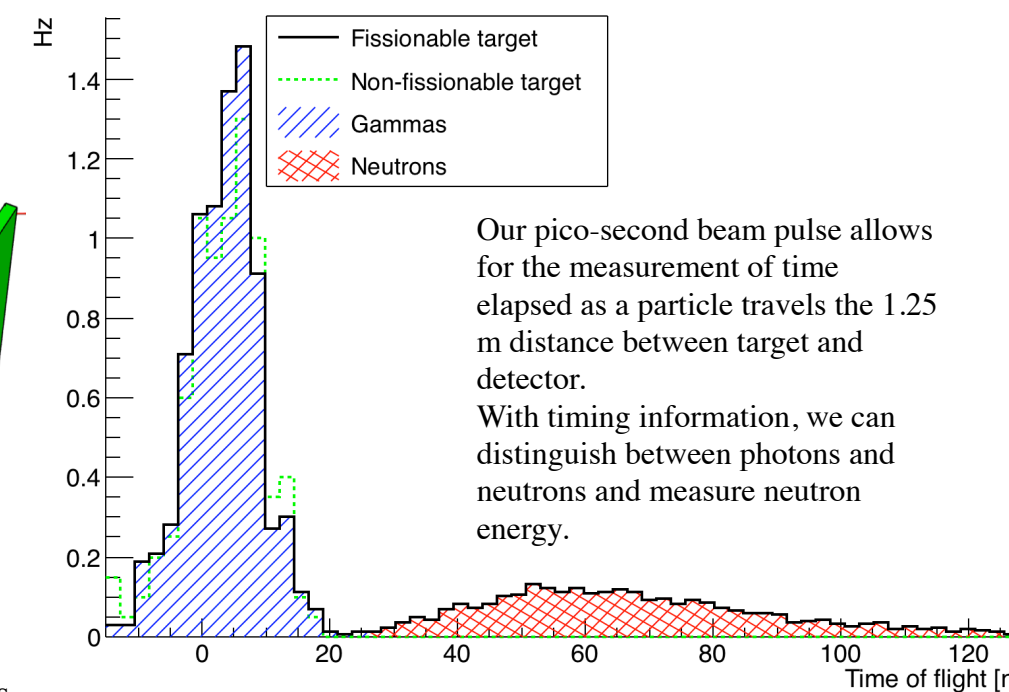 Hz
Fissionable target
Non-fissionable target
Gammas
Neutrons
1.4
1.2
1
0.8
0.6
0.4
0.2
0
Our pico-second beam pulse allows
for the measurement of time
elapsed as a particle travels the 1.25
m distance between target and
detector.
With timing information, we can
distinguish between photons and
neutrons and measure neutron
energy.
0 20 40 60 80 100 120
Time of flight [n
s